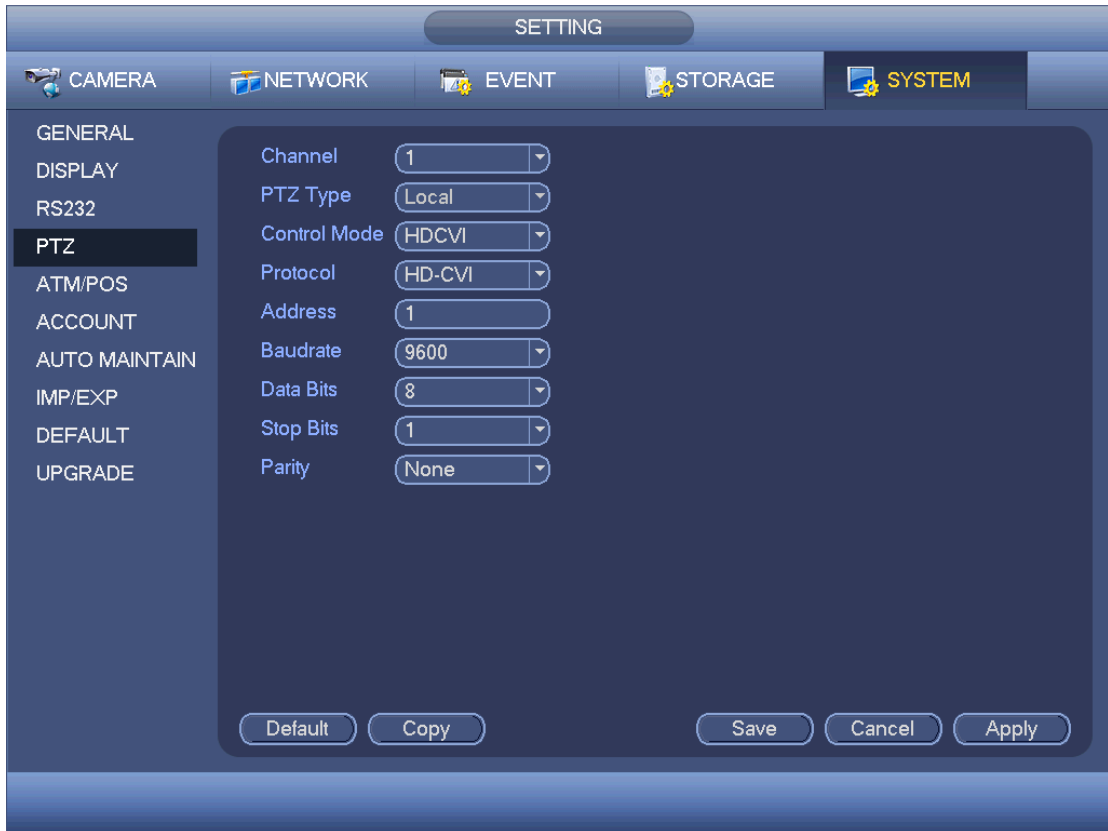 SETTING
CAMERA NETWORK EVENT STORAGE SYSTEM
GENERAL
DISPLAY
RS232
PTZ
ATM/POS
ACCOUNT
AUTO MAINTAIN
IMP/EXP
DEFAULT
UPGRADE
Channel 1
PTZ Type Local
Control Mode HDCVI
Protocol HD-CVI
Address 1
Baudrate 9600
Data Bits 8
Stop Bits 1
Parity None
Default Copy Save Cancel Apply